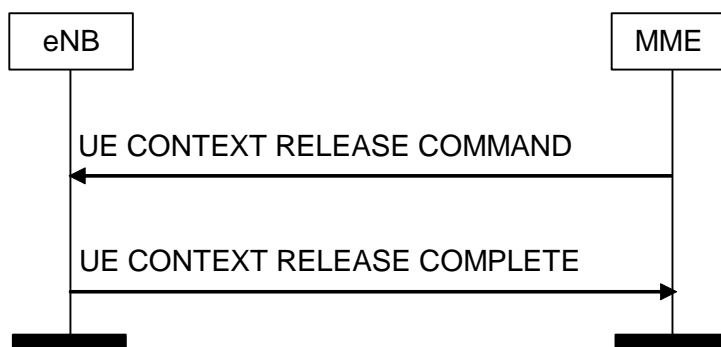 eNB
MME
UE CONTEXT RELEASE COMMAND
UE CONTEXT RELEASE COMPLETE